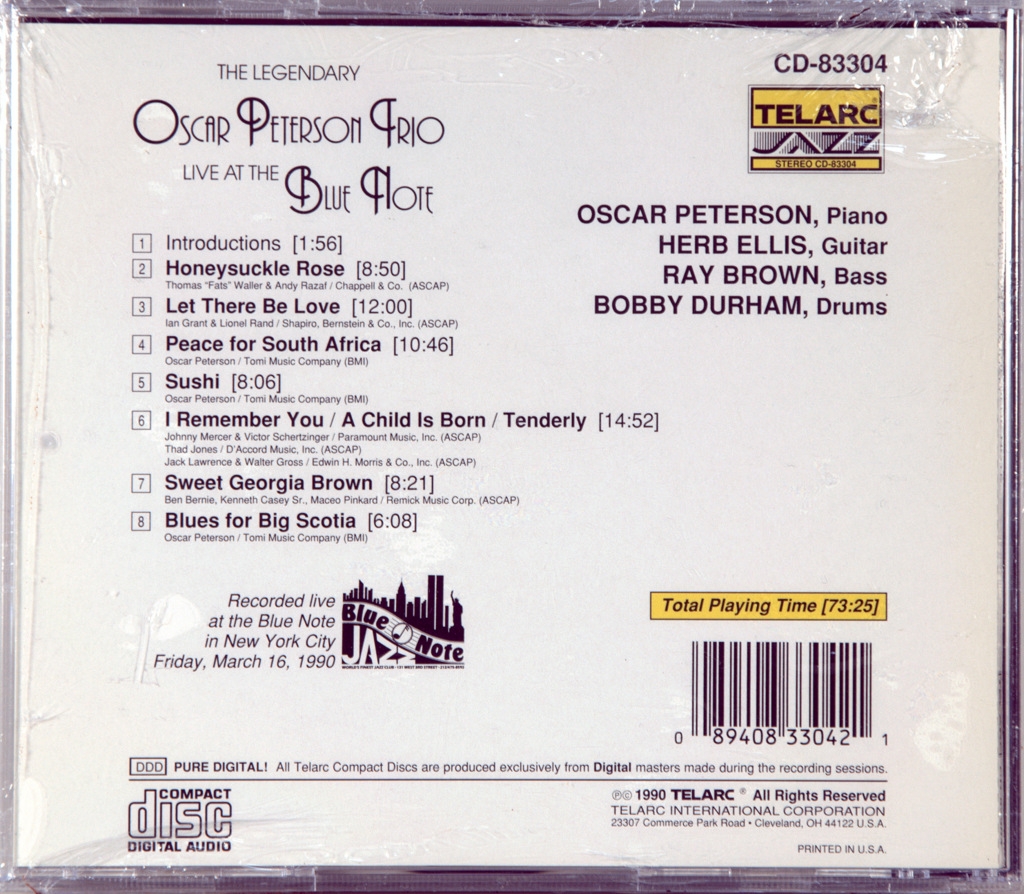 THE LEGENDARY
OSCAR PETERSON TRIO
LIVE AT THE BLUE NOTE
CD-83304
TELARC
JAZZ
STEREO CD-83304
OSCAR PETERSON, Piano
HERB ELLIS, Guitar
RAY BROWN, Bass
BOBBY DURHAM, Drums
1 Introductions [1:56]
2 Honeysuckle Rose [8:50]
Thomas "Fats" Waller & Andy Razaf / Chappell & Co. (ASCAP)
3 Let There Be Love [12:00]
Ian Grant & Lionel Rand / Shapiro, Bernstein & Co., Inc. (ASCAP)
4 Peace for South Africa [10:46]
Oscar Peterson / Tomi Music Company (BMI)
5 Sushi [8:06]
Oscar Peterson / Tomi Music Company (BMI)
6 I Remember You / A Child Is Born / Tenderly [14:52]
Johnny Mercer & Victor Schertzinger / Paramount Music, Inc. (ASCAP)
Thad Jones / D'Accord Music, Inc. (ASCAP)
Jack Lawrence & Walter Gross / Edwin H. Morris & Co., Inc. (ASCAP)
7 Sweet Georgia Brown [8:21]
Ben Bernie, Kenneth Casey Sr., Maceo Pinkard / Remick Music Corp. (ASCAP)
8 Blues for Big Scotia [6:08]
Oscar Peterson / Tomi Music Company (BMI)
Recorded live
at the Blue Note
in New York City
Friday, March 16, 1990
Blue Note
JAZZ
WORLD'S FINEST JAZZ CLUB · 131 WEST 3RD STREET · 212/475-8592
Total Playing Time [73:25]
0 89408 33042 1
DDD PURE DIGITAL! All Telarc Compact Discs are produced exclusively from Digital masters made during the recording sessions.
COMPACT
disc
DIGITAL AUDIO
℗© 1990 TELARC ® All Rights Reserved
TELARC INTERNATIONAL CORPORATION
23307 Commerce Park Road • Cleveland, OH 44122 U.S.A.
PRINTED IN U.S.A.